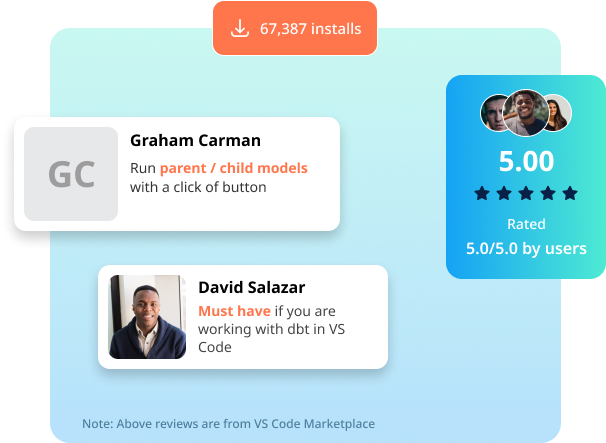 67,387 installs
5.00
Rated
5.0/5.0 by users
GC
Graham Carman
Run parent / child models
with a click of button
David Salazar
Must have if you are
working with dbt in VS
Code
Note: Above reviews are from VS Code Marketplace